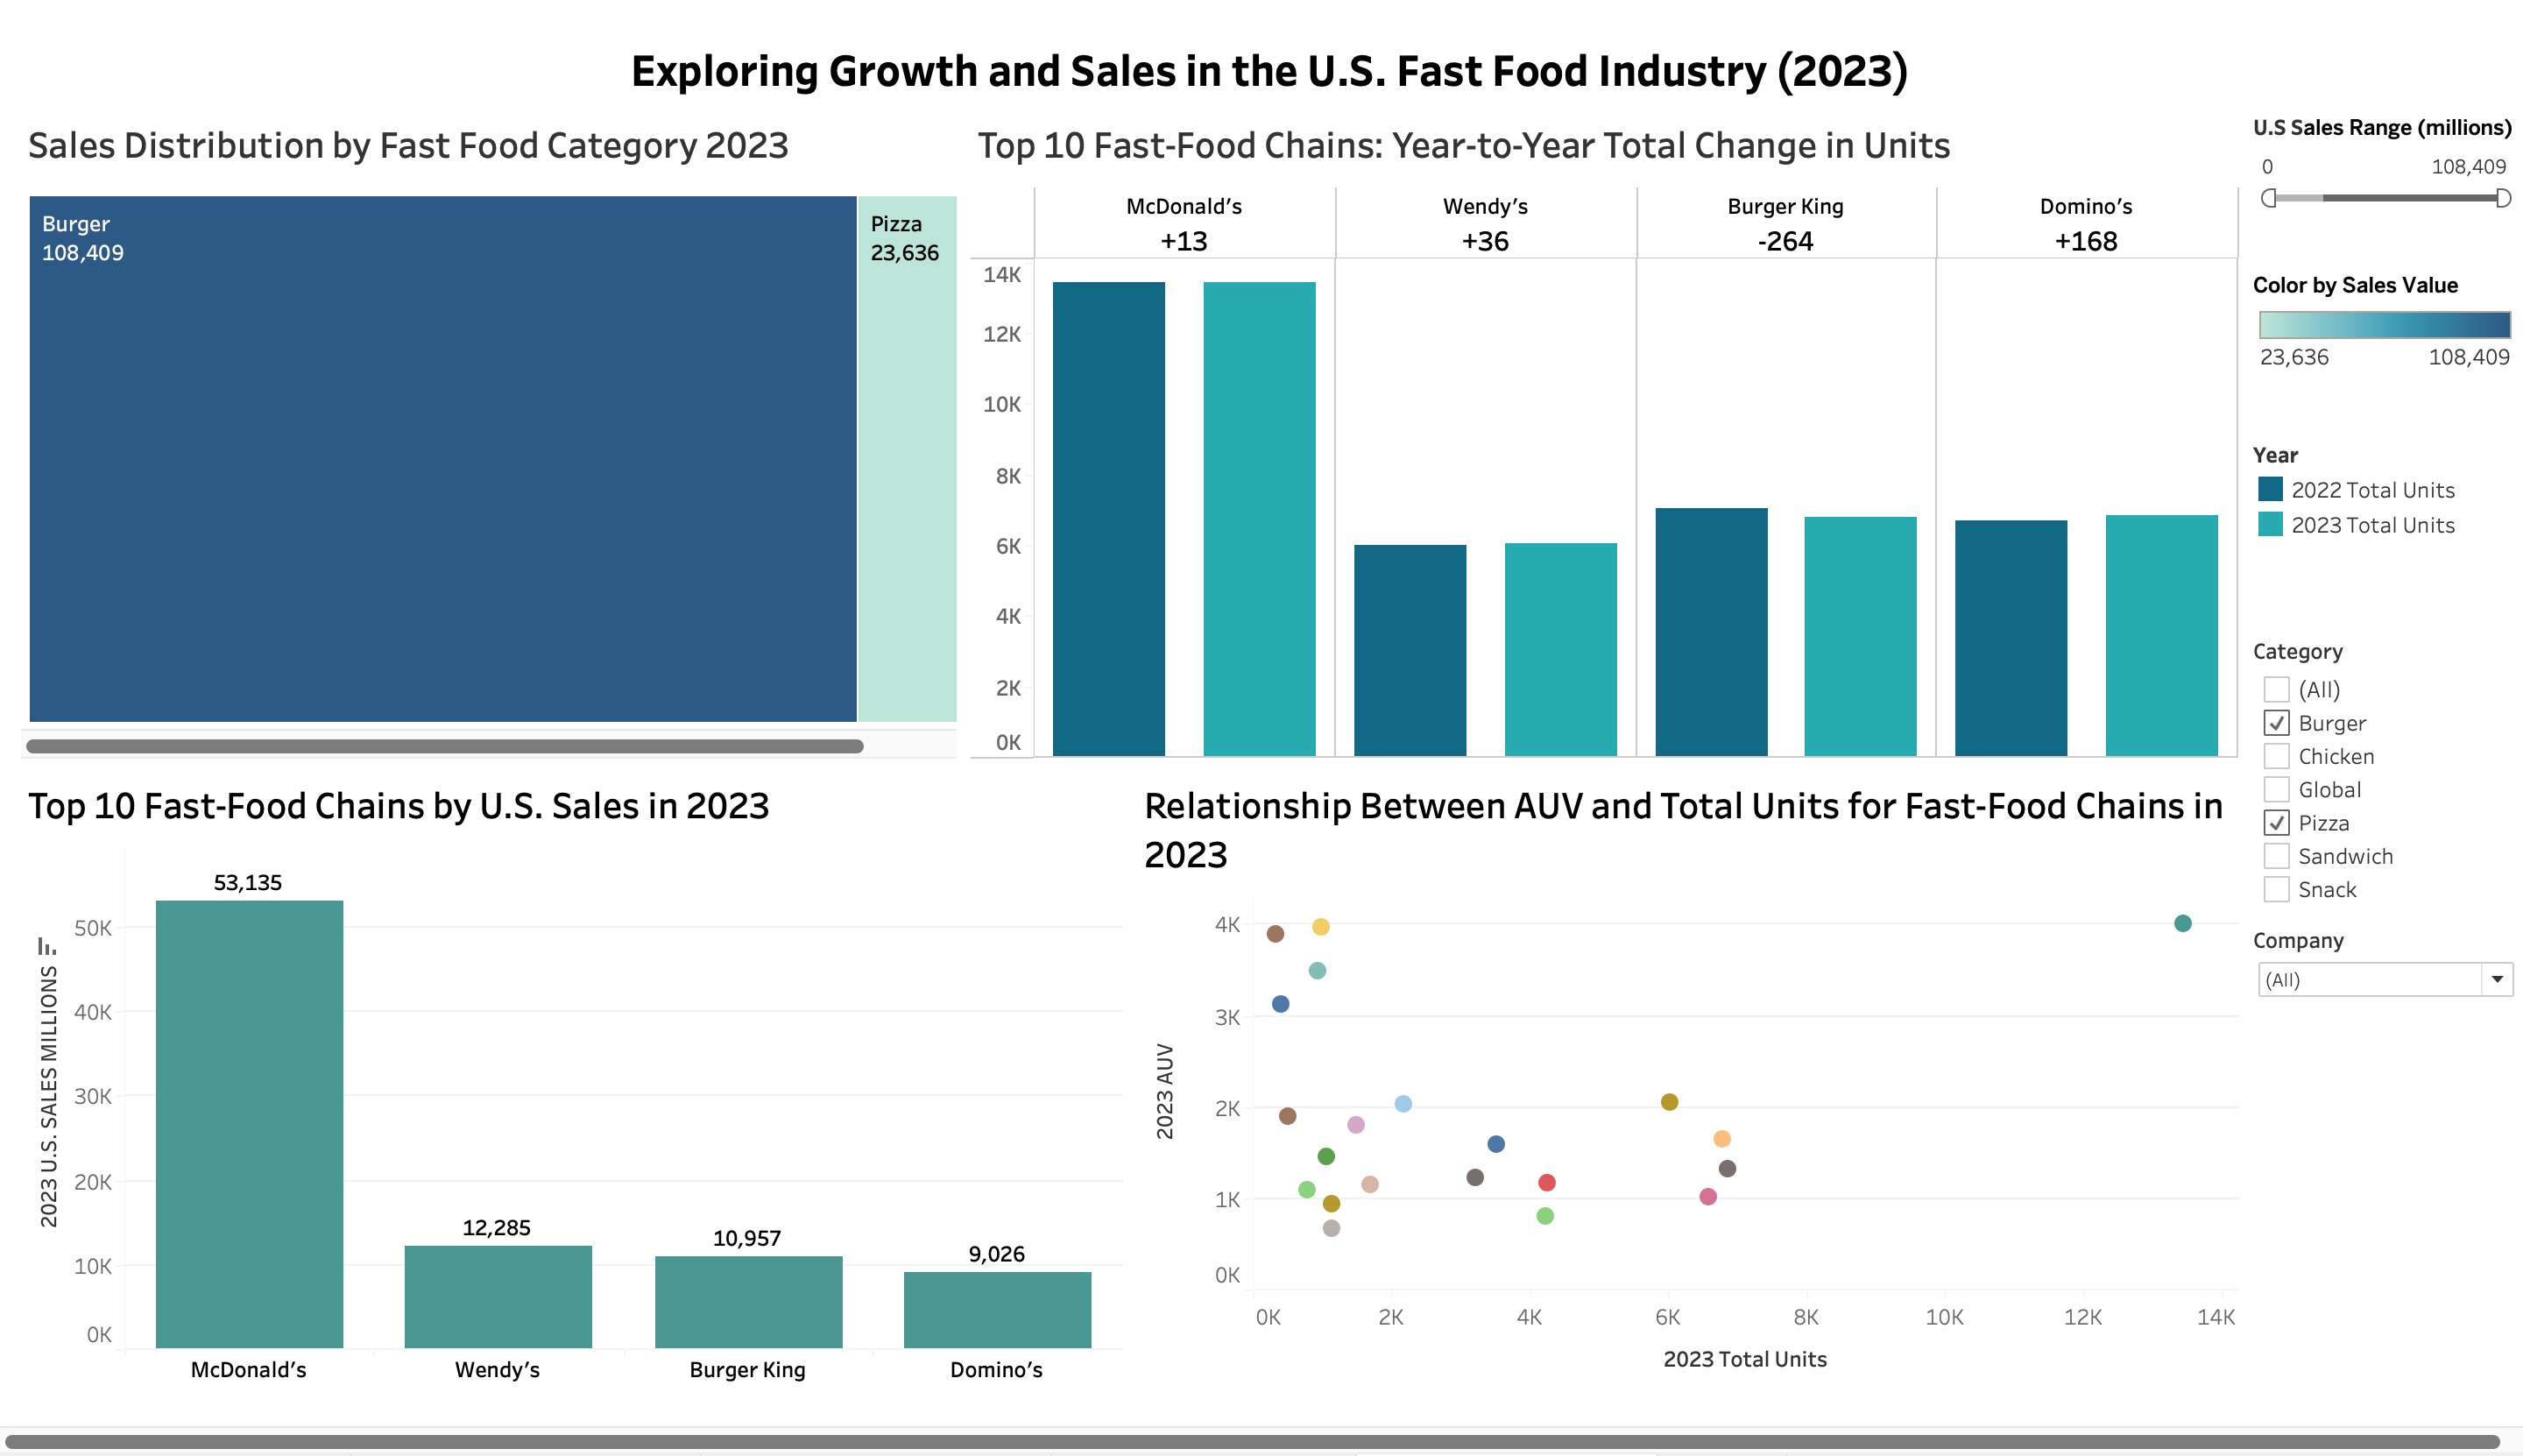 Exploring Growth and Sales in the U.S. Fast Food Industry (2023)
Sales Distribution by Fast Food Category 2023
Burger
108,409
Pizza
23,636
Top 10 Fast-Food Chains: Year-to-Year Total Change in Units
McDonald's
Wendy's
Burger King
Domino's
+13
+36
-264
+168
14K
12K
10K
8K
6K
4K
2K
0K
U.S Sales Range (millions)
0
108,409
Color by Sales Value
23,636
108,409
Year
2022 Total Units
2023 Total Units
Category
(All)
Burger
Chicken
Global
Pizza
Sandwich
Snack
Company
(All)
Top 10 Fast-Food Chains by U.S. Sales in 2023
2023 U.S. SALES MILLIONS
50K
40K
30K
20K
10K
0K
53,135
12,285
10,957
9,026
McDonald's
Wendy's
Burger King
Domino's
Relationship Between AUV and Total Units for Fast-Food Chains in
2023
2023 AUV
4K
3K
2K
1K
0K
0K
2K
4K
6K
8K
10K
12K
14K
2023 Total Units